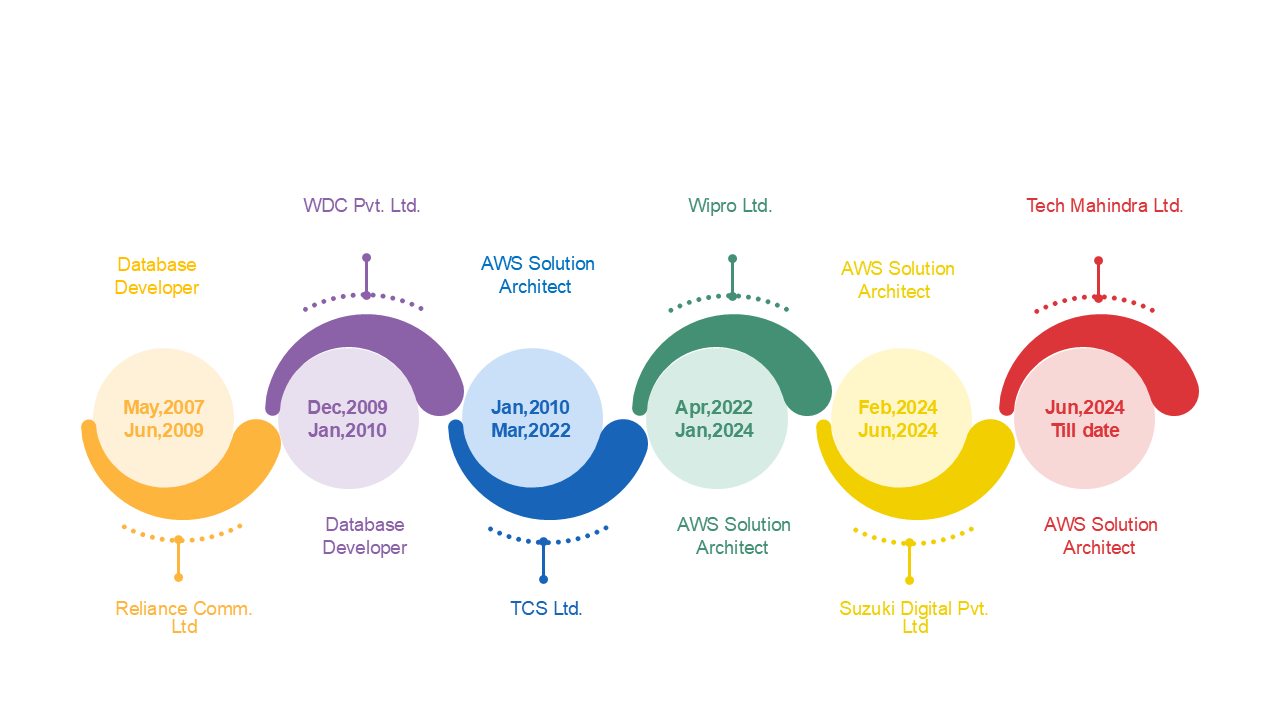 WDC Pvt. Ltd.
Wipro Ltd.
Tech Mahindra Ltd.
Database
Developer
AWS Solution
Architect
AWS Solution
Architect
May,2007
Jun,2009
Dec,2009
Jan,2010
Jan,2010
Mar,2022
Apr,2022
Jan,2024
Feb,2024
Jun,2024
Jun,2024
Till date
Database
Developer
AWS Solution
Architect
AWS Solution
Architect
Reliance Comm.
Ltd
TCS Ltd.
Suzuki Digital Pvt.
Ltd